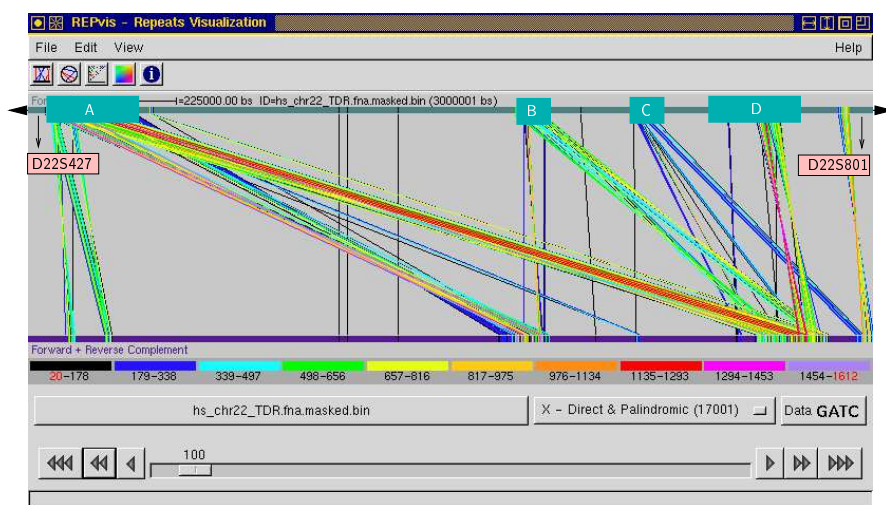 REPvis - Repeats Visualization
File Edit View Help
For
=225000.00 bs ID=hs_chr22_TDR.fna.masked.bin (3000001 bs)
A B C D
D22S427 D22S801
Forward + Reverse Complement
20-178 179-338 339-497 498-656 657-816 817-975 976-1134 1135-1293 1294-1453 1454-1612
hs_chr22_TDR.fna.masked.bin X - Direct & Palindromic (17001) Data GATC
100